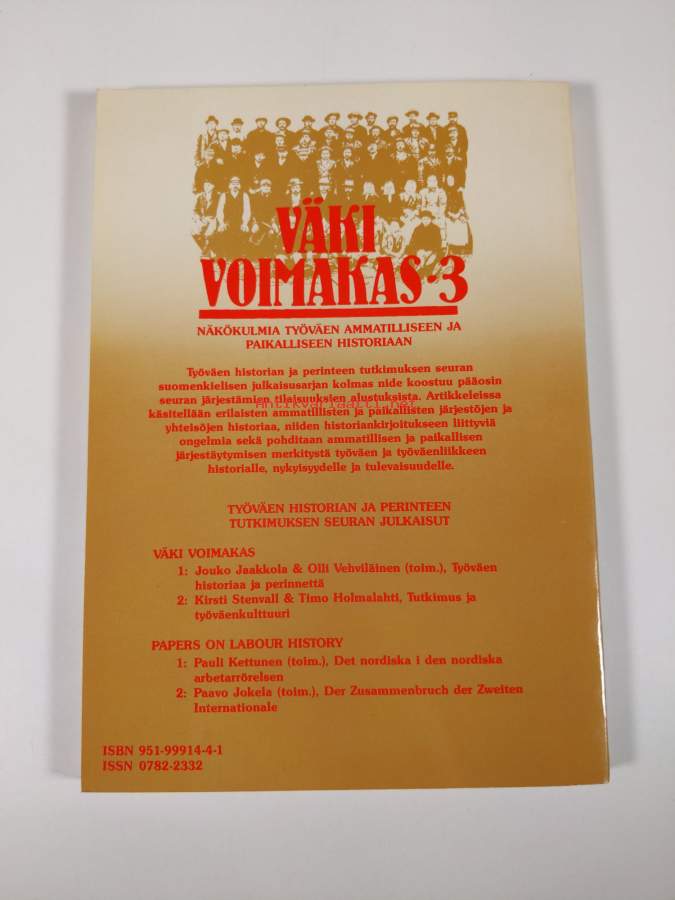 VÄKI
VOIMAKAS·3
NÄKÖKULMIA TYÖVÄEN AMMATILLISEEN JA
PAIKALLISEEN HISTORIAAN
Työväen historian ja perinteen tutkimuksen seuran
suomenkielisen julkaisusarjan kolmas nide koostuu pääosin
seuran järjestämien tilaisuuksien alustuksista. Artikkeleissa
Antikvariaatti.net
käsitellään erilaisten ammatillisten ja paikallisten järjestöjen ja
yhteisöjen historiaa, niiden historiankirjoitukseen liittyviä
ongelmia sekä pohditaan ammatillisen ja paikallisen
järjestäytymisen merkitystä työväen ja työväenliikkeen
historialle, nykyisyydelle ja tulevaisuudelle.
TYÖVÄEN HISTORIAN JA PERINTEEN
TUTKIMUKSEN SEURAN JULKAISUT
VÄKI VOIMAKAS
1: Jouko Jaakkola & Olli Vehviläinen (toim.), Työväen
historiaa ja perinnettä
2: Kirsti Stenvall & Timo Holmalahti, Tutkimus ja
työväenkulttuuri
PAPERS ON LABOUR HISTORY
1: Pauli Kettunen (toim.), Det nordiska i den nordiska
arbetarrörelsen
2: Paavo Jokela (toim.), Der Zusammenbruch der Zweiten
Internationale
ISBN 951-99914-4-1
ISSN 0782-2332